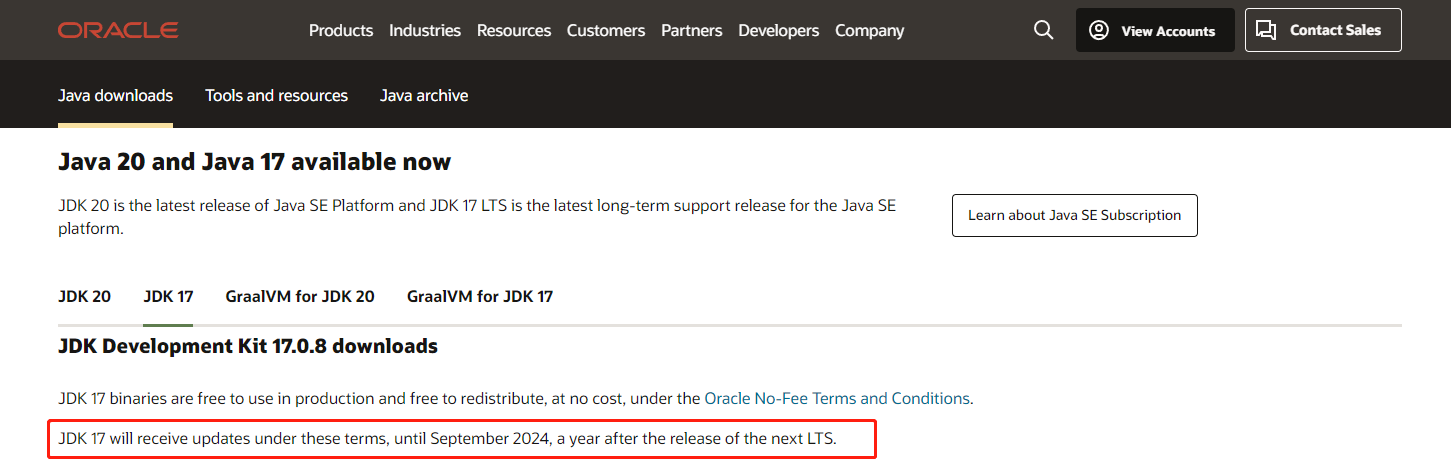 ORACLE
Products Industries Resources Customers Partners Developers Company
View Accounts
Contact Sales
Java downloads Tools and resources Java archive
Java 20 and Java 17 available now
JDK 20 is the latest release of Java SE Platform and JDK 17 LTS is the latest long-term support release for the Java SE
platform.
Learn about Java SE Subscription
JDK 20 JDK 17 GraalVM for JDK 20 GraalVM for JDK 17
JDK Development Kit 17.0.8 downloads
JDK 17 binaries are free to use in production and free to redistribute, at no cost, under the Oracle No-Fee Terms and Conditions.
JDK 17 will receive updates under these terms, until September 2024, a year after the release of the next LTS.